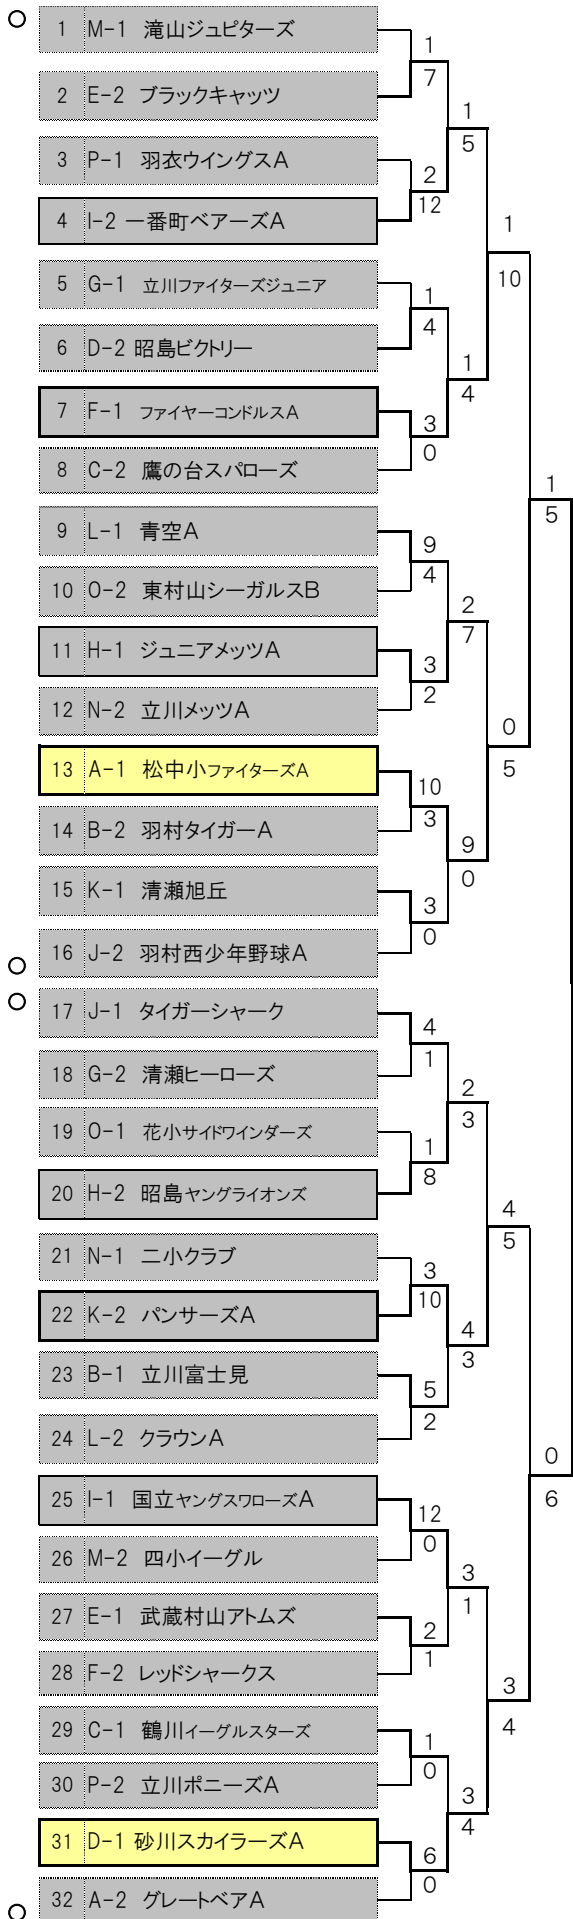 1 M-1 滝山ジュピターズ
1
2 E-2 ブラックキャッツ
7
1
5
3 P-1 羽衣ウイングスA
2
4 I-2 一番町ベアーズA
12
1
10
5 G-1 立川ファイターズジュニア
1
6 D-2 昭島ビクトリー
4
1
4
7 F-1 ファイヤーコンドルスA
3
8 C-2 鷹の台スパローズ
0
1
5
9 L-1 青空A
9
10 O-2 東村山シーガルスB
4
2
7
11 H-1 ジュニアメッツA
3
12 N-2 立川メッツA
2
0
5
13 A-1 松中小ファイターズA
10
14 B-2 羽村タイガーA
3
9
0
15 K-1 清瀬旭丘
3
16 J-2 羽村西少年野球A
0
17 J-1 タイガーシャーク
4
18 G-2 清瀬ヒーローズ
1
2
3
19 O-1 花小サイドワインダーズ
1
20 H-2 昭島ヤングライオンズ
8
4
5
21 N-1 二小クラブ
3
22 K-2 パンサーズA
10
4
3
23 B-1 立川富士見
5
24 L-2 クラウンA
2
0
6
25 I-1 国立ヤングスワローズA
12
26 M-2 四小イーグル
0
3
1
27 E-1 武蔵村山アトムズ
2
28 F-2 レッドシャークス
1
3
4
29 C-1 鶴川イーグルスターズ
1
30 P-2 立川ポニーズA
0
3
4
31 D-1 砂川スカイラーズA
6
32 A-2 グレートベアA
0